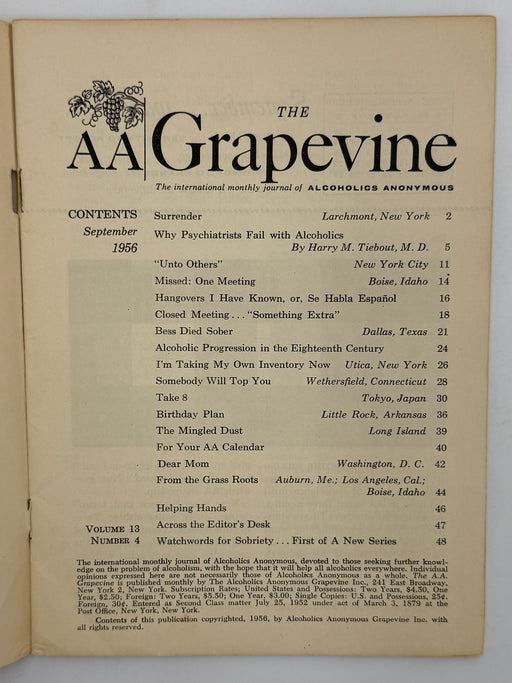 THE
AA Grapevine
The international monthly journal of ALCOHOLICS ANONYMOUS
CONTENTS
September
1956
Surrender Larchmont, New York 2
Why Psychiatrists Fail with Alcoholics
By Harry M. Tiebout, M. D. 5
"Unto Others" New York City 11
Missed: One Meeting Boise, Idaho 14
Hangovers I Have Known, or, Se Habla Español 16
Closed Meeting . . . "Something Extra" 18
Bess Died Sober Dallas, Texas 21
Alcoholic Progression in the Eighteenth Century 24
I'm Taking My Own Inventory Now Utica, New York 26
Somebody Will Top You Wethersfield, Connecticut 28
Take 8 Tokyo, Japan 30
Birthday Plan Little Rock, Arkansas 36
The Mingled Dust Long Island 39
For Your AA Calendar 40
Dear Mom Washington, D. C. 42
From the Grass Roots Auburn, Me.; Los Angeles, Cal.;
Boise, Idaho 44
Helping Hands 46
Across the Editor's Desk 47
Watchwords for Sobriety . . . First of A New Series 48
VOLUME 13
NUMBER 4
The international monthly journal of Alcoholics Anonymous, devoted to those seeking further knowl-
edge on the problem of alcoholism, with the hope that it will help all alcoholics everywhere. Individual
opinions expressed here are not necessarily those of Alcoholics Anonymous as a whole. The A.A.
Grapevine is published monthly by The Alcoholics Anonymous Grapevine Inc., 241 East Broadway,
New York 2, New York. Subscription Rates; United States and Possessions: Two Years, $4.50, One
Year, $2.50; Foreign: Two Years, $5.50; One Year, $3.00; Single Copies: U.S. and Possessions, 25¢.
Foreign, 30¢. Entered as Second Class matter July 25, 1952 under act of March 3, 1879 at the
Post Office, New York, New York.
Contents of this publication copyrighted, 1956, by Alcoholics Anonymous Grapevine Inc. with
all rights reserved.